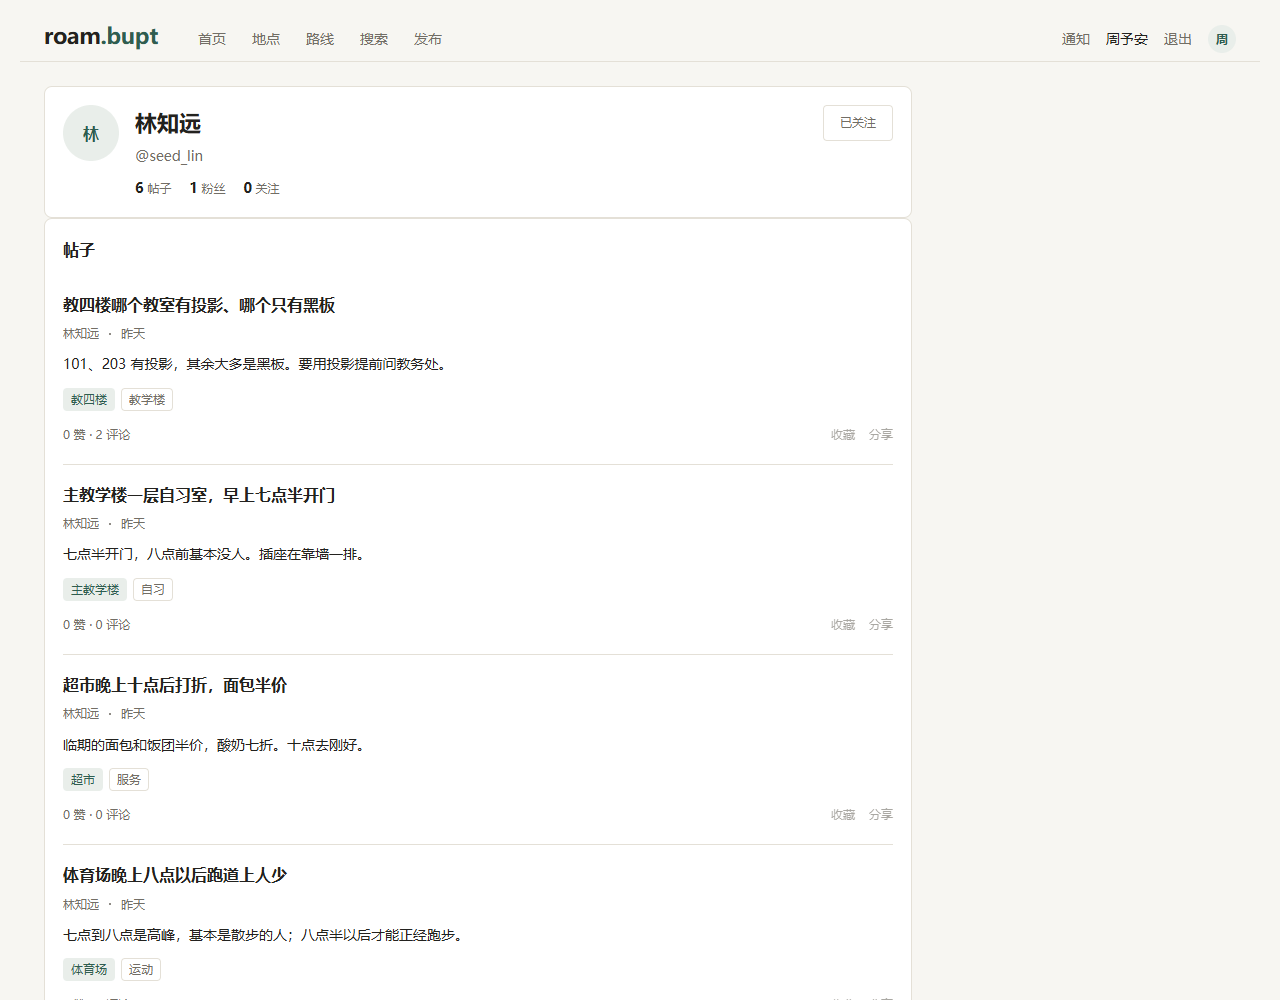 roam.bupt 首页 地点 路线 搜索 发布 通知 周予安 退出 周
林 林知远 已关注
@seed_lin
6 帖子 1 粉丝 0 关注
帖子
教四楼哪个教室有投影、哪个只有黑板
林知远 · 昨天
101、203 有投影，其余大多是黑板。要用投影提前问教务处。
教四楼 教学楼
0 赞 · 2 评论 收藏 分享
主教学楼一层自习室，早上七点半开门
林知远 · 昨天
七点半开门，八点前基本没人。插座在靠墙一排。
主教学楼 自习
0 赞 · 0 评论 收藏 分享
超市晚上十点后打折，面包半价
林知远 · 昨天
临期的面包和饭团半价，酸奶七折。十点去刚好。
超市 服务
0 赞 · 0 评论 收藏 分享
体育场晚上八点以后跑道上人少
林知远 · 昨天
七点到八点是高峰，基本是散步的人；八点半以后才能正经跑步。
体育场 运动